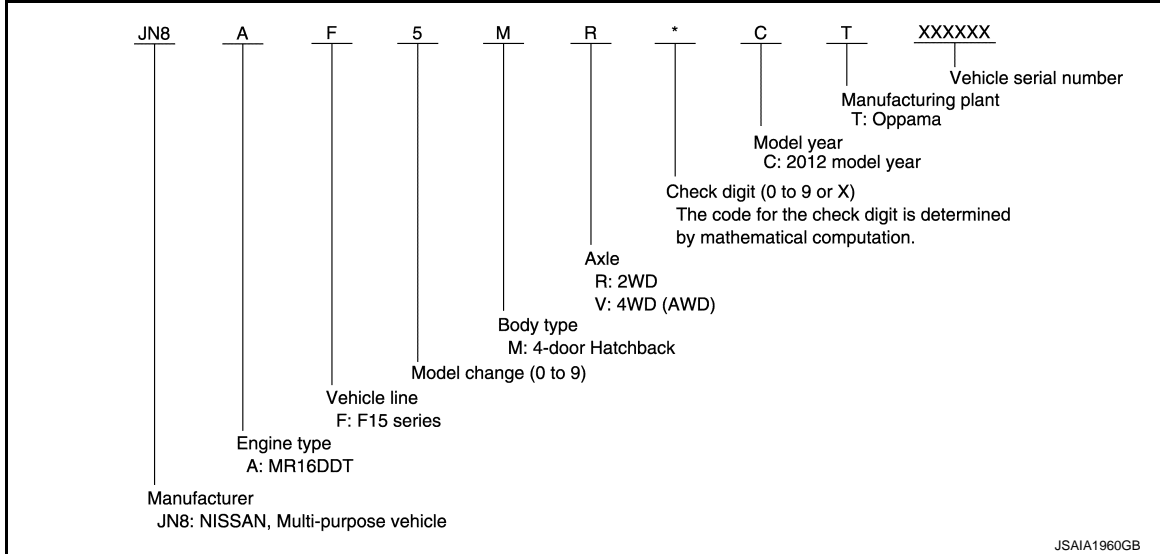 JN8 A F 5 M R * C T XXXXXX
Vehicle serial number
Manufacturing plant
T: Oppama
Model year
C: 2012 model year
Check digit (0 to 9 or X)
The code for the check digit is determined
by mathematical computation.
Axle
R: 2WD
V: 4WD (AWD)
Body type
M: 4-door Hatchback
Model change (0 to 9)
Vehicle line
F: F15 series
Engine type
A: MR16DDT
Manufacturer
JN8: NISSAN, Multi-purpose vehicle
JSAIA1960GB